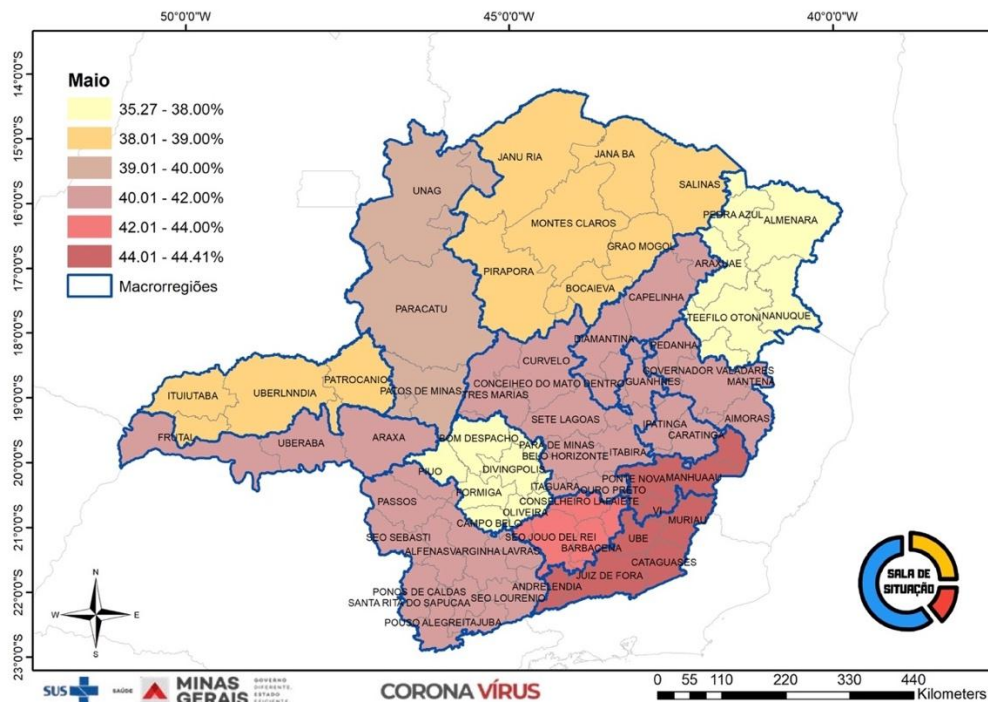 50°0'0"W 45°0'0"W 40°0'0"W
14°0'0"S
15°0'0"S
16°0'0"S
17°0'0"S
18°0'0"S
19°0'0"S
20°0'0"S
21°0'0"S
22°0'0"S
23°0'0"S
Maio
35.27 - 38.00%
38.01 - 39.00%
39.01 - 40.00%
40.01 - 42.00%
42.01 - 44.00%
44.01 - 44.41%
Macrorregiões
JANU RIA
JANA BA
UNAG
SALINAS
PEDRA AZUL
ALMENARA
MONTES CLAROS
GRAO MOGOL
ARAXUAE
PIRAPORA
BOCAIEVA
CAPELINHA
PARACATU
TEEFILO OTONI
NANUQUE
DIAMANTINA
PEDANHA
CURVELO
GOVERNADOR VALADARES
PATROCANIO
PATOS DE MINAS
CONCEIHEO DO MATO DENTRO
GUANHHES
MANTENA
ITUIUTABA
UBERLNNDIA
TRES MARIAS
SETE LAGOAS
IPATINGA
AIMORAS
FRUTAL
UBERABA
ARAXA
BOM DESPACHO
PARA DE MINAS
BELO HORIZONTE
ITABIRA
CARATINGA
PIUO
DIVINGPOLIS
ITAGUARA
OURO PRETO
PONTE NOVA
MANHUAAU
PASSOS
FORMIGA
OLIVEIRA
CONSELHEIRO LAFAIETE
VI
MURIAU
CAMPO BELO
SEO SEBASTI
ALFENAS
VARGINHA
LAVRAS
SEO JOUO DEL REI
BARBACENA
UBE
CATAGUASES
JUIZ DE FORA
ANDRELENDIA
PONOS DE CALDAS
SANTA RITA DO SAPUCAA
SEO LOURENIO
POUSO ALEGRE
ITAJUBA
SALA DE
SITUAÇÃO
N
W E
S
SUS
SAÚDE
MINAS
GERAIS
GOVERNO
DIFERENTE.
ESTADO
EFICIENTE.
CORONA VÍRUS
0 55 110 220 330 440
Kilometers